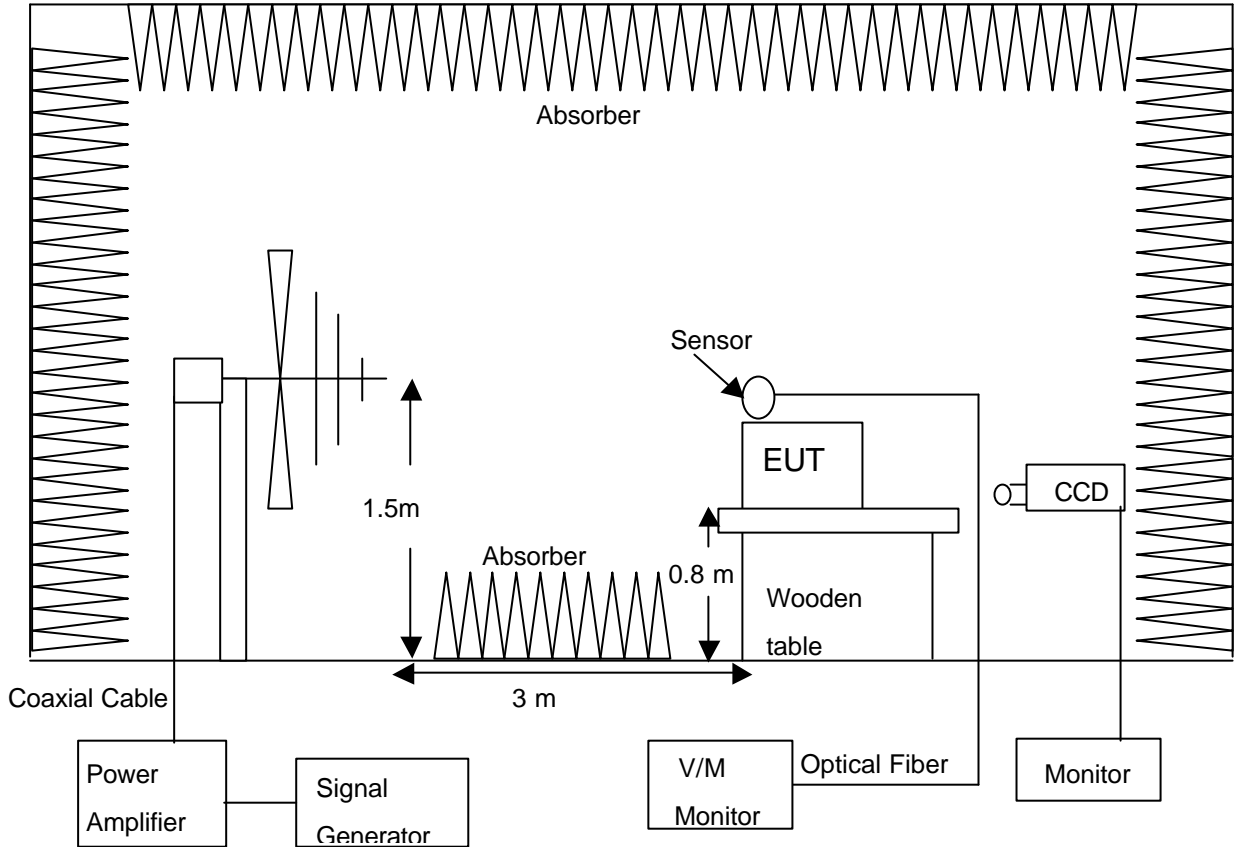 Absorber
Sensor
EUT
CCD
1.5m
Absorber
0.8 m
Wooden
table
3 m
Coaxial Cable
Power
Amplifier
Signal
Generator
V/M
Monitor
Optical Fiber
Monitor